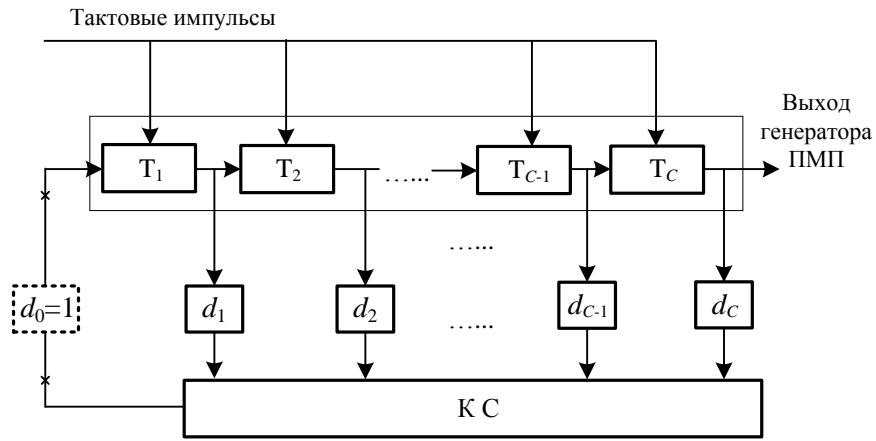 Тактовые импульсы
Выход
генератора
ПМП
T1 T2 …... TC-1 TC
…...
d0=1 d1 d2 …... dC-1 dC
К С